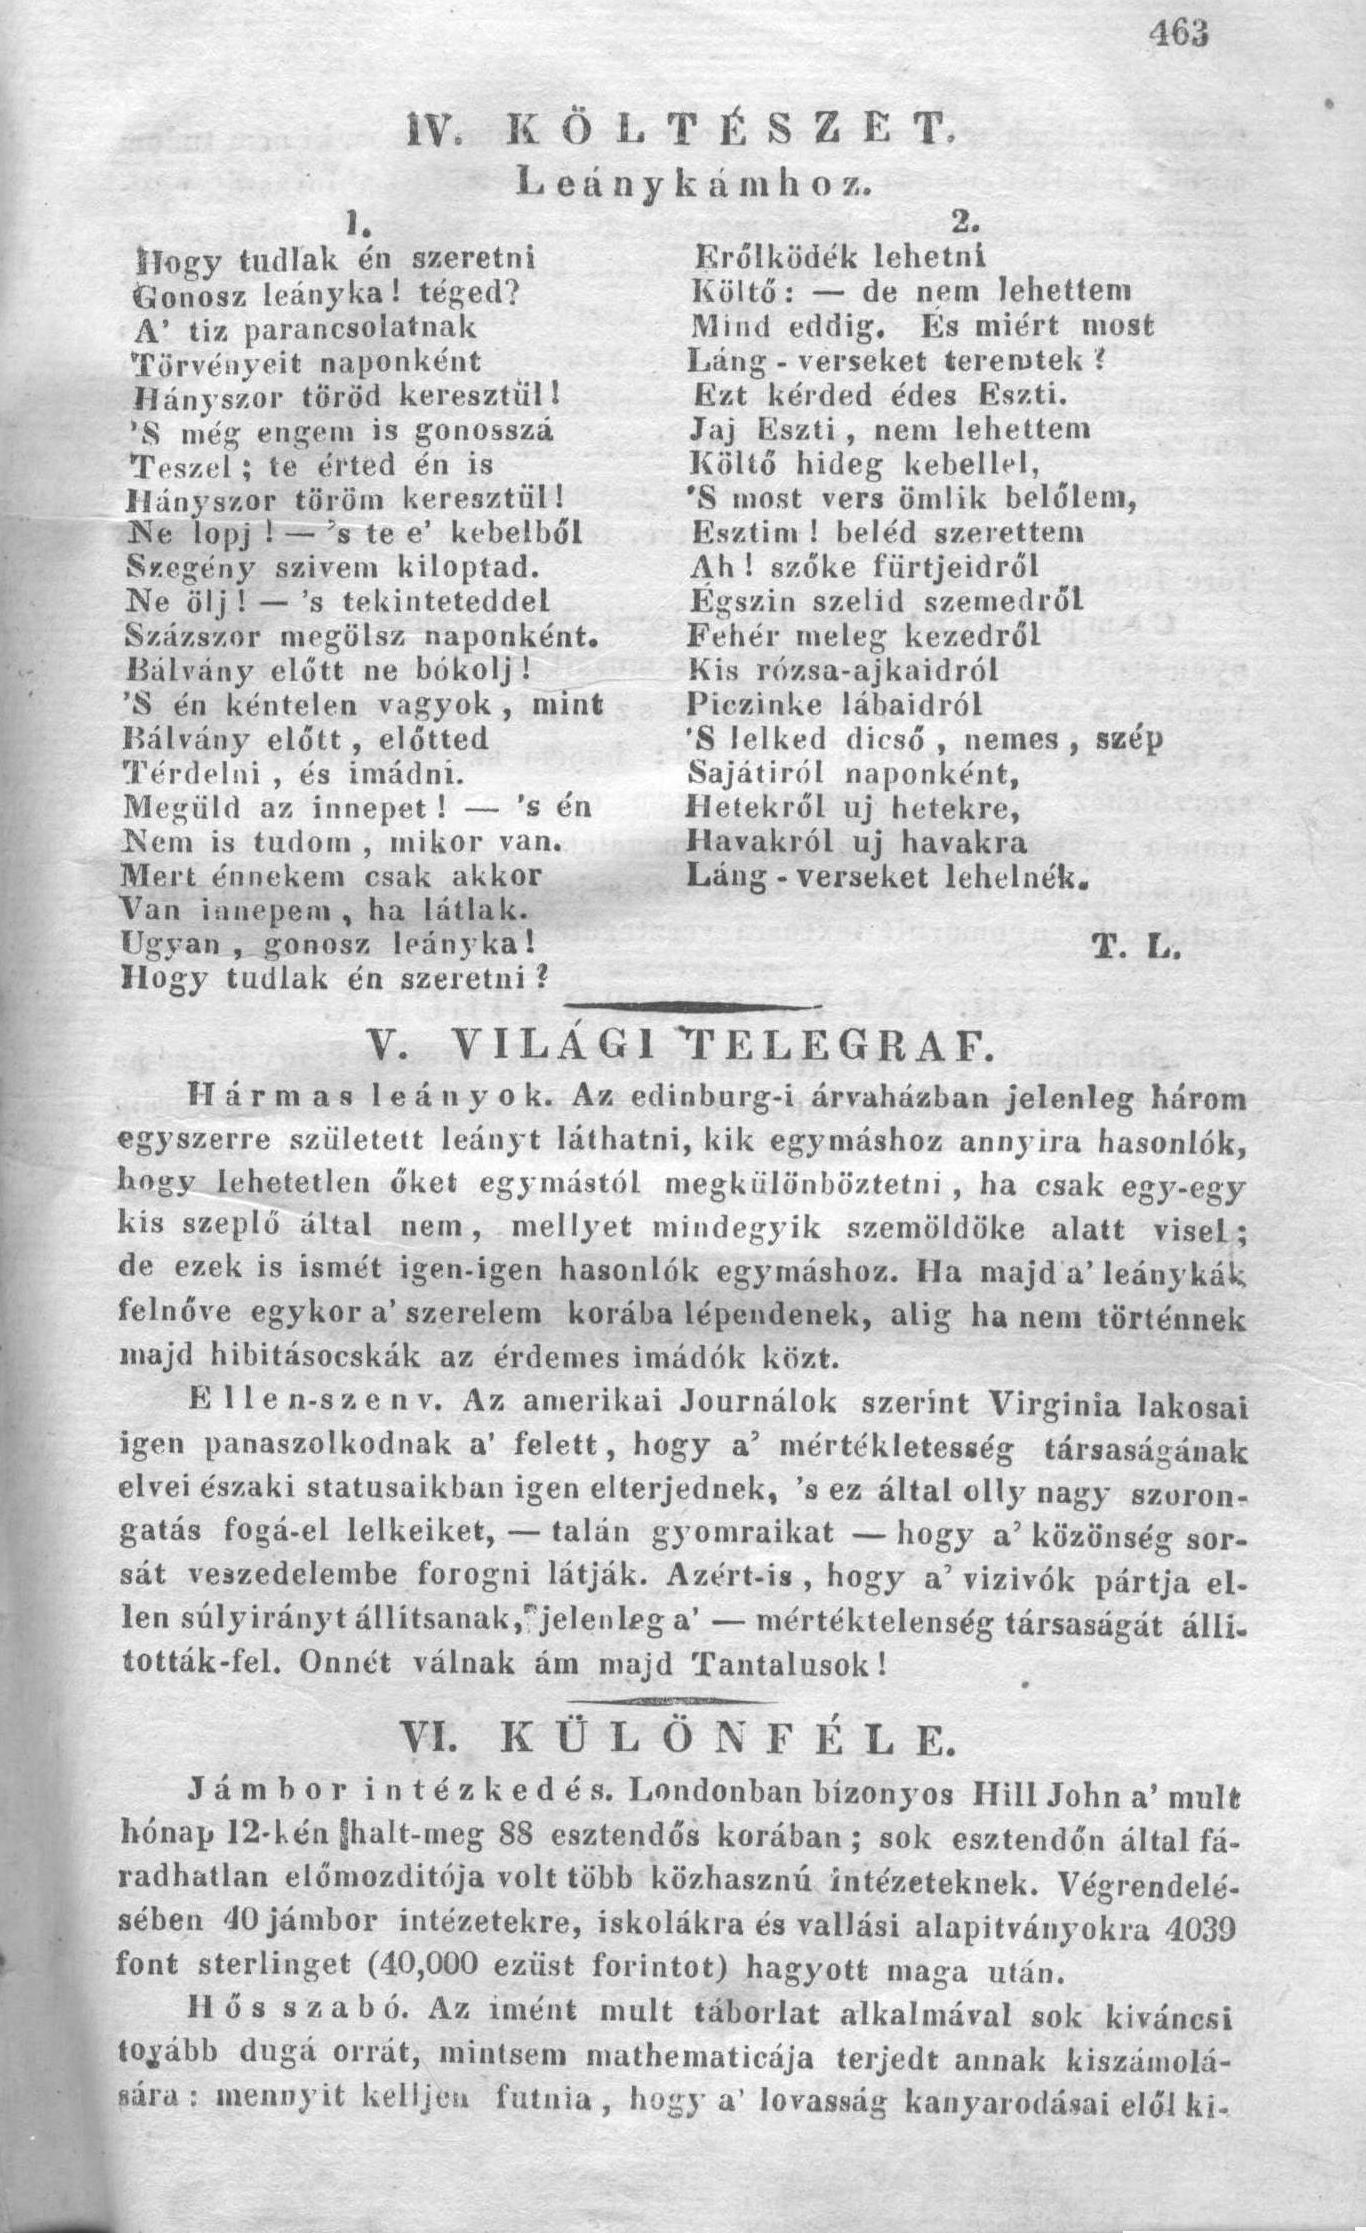 463
IV. KÖLTÉSZET.
Leánykámhoz.
1.
Hogy tudlak én szeretni
Gonosz leányka! téged?
A' tiz parancsolatnak
Törvényeit naponként
Hányszor töröd keresztül!
'S még engem is gonosszá
Teszel; te érted én is
Hányszor töröm keresztül!
Ne lopj! — 's te e' kebelből
Szegény szivem kiloptad.
Ne ölj! — 's tekinteteddel
Százszor megölsz naponként.
Bálvány előtt ne bókolj!
'S én kéntelen vagyok, mint
Bálvány előtt, előtted
Térdelni, és imádni.
Megüld az innepet! — 's én
Nem is tudom, mikor van.
Mert énnekem csak akkor
Van innepem, ha látlak.
Ugyan, gonosz leányka!
Hogy tudlak én szeretni?
2.
Erőlködék lehetni
Költő: — de nem lehettem
Mind eddig. És miért most
Láng-verseket teremtek?
Ezt kérded édes Eszti.
Jaj Eszti, nem lehettem
Költő hideg kebellel,
'S most vers ömlik belőlem,
Esztim! beléd szerettem
Ah! szőke fürtjeidről
Égszin szelid szemedről
Fehér meleg kezedről
Kis rózsa-ajkaidról
Piczinke lábaidról
'S lelked dicső, nemes, szép
Sajátiról naponként,
Hetekről uj hetekre,
Havakról uj havakra
Láng-verseket lehelnék.
T. L.
V. VILÁGI TELEGRAF.
Hármas leányok. Az edinburg-i árvaházban jelenleg három
egyszerre született leányt láthatni, kik egymáshoz annyira hasonlók,
hogy lehetetlen őket egymástól megkülönböztetni, ha csak egy-egy
kis szeplő által nem, mellyet mindegyik szemöldöke alatt visel;
de ezek is ismét igen-igen hasonlók egymáshoz. Ha majd a' leánykák
felnőve egykor a' szerelem korába lépendenek, alig ha nem történnek
majd hibitásocskák az érdemes imádók közt.
Ellen-szenv. Az amerikai Journálok szerint Virginia lakosai
igen panaszolkodnak a' felett, hogy a' mértékletesség társaságának
elvei északi statusaikban igen elterjednek, 's ez által olly nagy szoron-
gatás fogá-el lelkeiket, — talán gyomraikat — hogy a' közönség sor-
sát veszedelembe forogni látják. Azért-is, hogy a' vizivók pártja el-
len súlyirányt állítsanak, jelenleg a' — mértéktelenség társaságát álli-
tották-fel. Onnét válnak ám majd Tantalusok!
VI. KÜLÖNFÉLE.
Jámbor intézkedés. Londonban bizonyos Hill John a' mult
hónap 12-kén halt-meg 88 esztendős korában; sok esztendőn által fá-
radhatlan előmozditója volt több közhasznú intézeteknek. Végrendelé-
sében 40 jámbor intézetekre, iskolákra és vallási alapitványokra 4039
font sterlinget (40,000 ezüst forintot) hagyott maga után.
Hős szabó. Az imént mult táborlat alkalmával sok kiváncsi
tovább dugá orrát, mintsem mathematicája terjedt annak kiszámolá-
sára: mennyit kelljen futnia, hogy a' lovasság kanyarodásai elől ki-